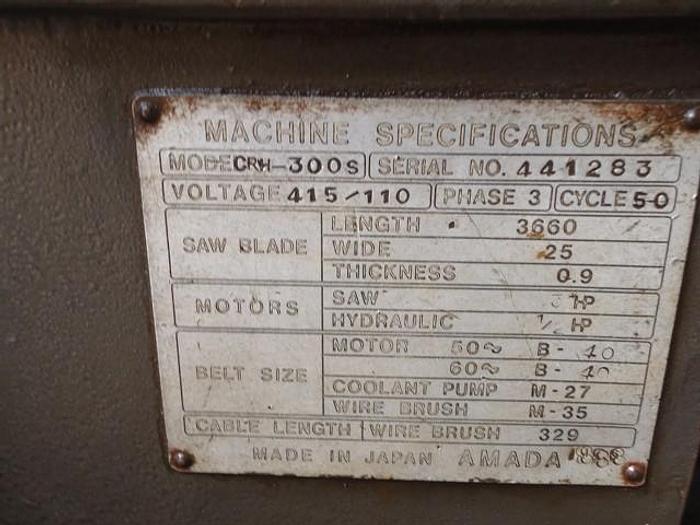 MACHINE SPECIFICATIONS
MODE CRH-300S SERIAL NO. 441283
VOLTAGE 415/110 PHASE 3 CYCLE 50
SAW BLADE LENGTH 3660
WIDE 25
THICKNESS 0.9
MOTORS SAW HP
HYDRAULIC HP
BELT SIZE MOTOR 50~ B-40
60~ B-40
COOLANT PUMP M-27
WIRE BRUSH M-35
CABLE LENGTH WIRE BRUSH 329
MADE IN JAPAN AMADA